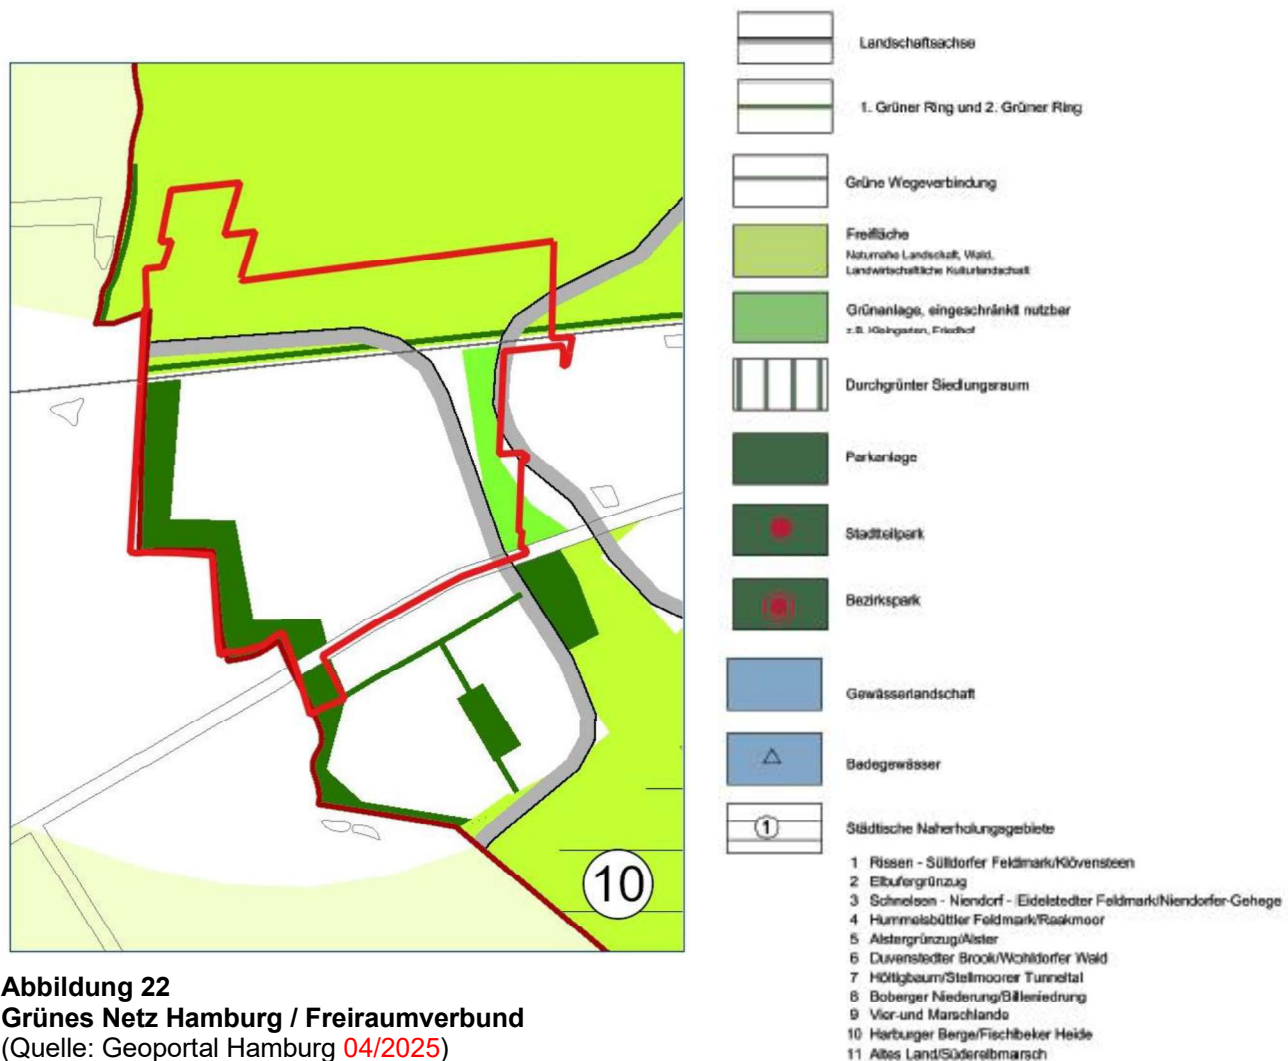 Landschaftsachse
1. Grüner Ring und 2. Grüner Ring
Grüne Wegeverbindung
Freifläche
Naturnahe Landschaft, Wald,
Landwirtschaftliche Kulturlandschaft
Grünanlage, eingeschränkt nutzbar
z.B. Kleingarten, Friedhof
Durchgrünter Siedlungsraum
Parkanlage
Stadtteilpark
Bezirkspark
Gewässerlandschaft
Badegewässer
1
Städtische Naherholungsgebiete
1 Rissen - Sülldorfer Feldmark/Klövensteen
2 Elbufergrünzug
3 Schnelsen - Niendorf - Eidelstedter Feldmark/Niendorfer-Gehege
4 Hummelsbüttler Feldmark/Raakmoor
5 Alstergrünzug/Alster
6 Duvenstedter Brook/Wohldorfer Wald
7 Höltigbaum/Stellmoorer Tunneltal
8 Boberger Niederung/Billeniedrung
9 Vier-und Marschlande
10 Harburger Berge/Fischbeker Heide
11 Altes Land/Süderelbmarsch
10
Abbildung 22
Grünes Netz Hamburg / Freiraumverbund
(Quelle: Geoportal Hamburg 04/2025)